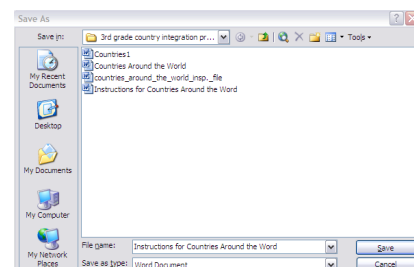 Save As
Save in: 3rd grade country integration pr... Tools
Countries1
Countries Around the World
countries_around_the_world_insp._file
Instructions for Countries Around the Word
My Recent Documents
Desktop
My Documents
My Computer
My Network Places
File name: Instructions for Countries Around the Word Save
Save as type: Word Document Cancel